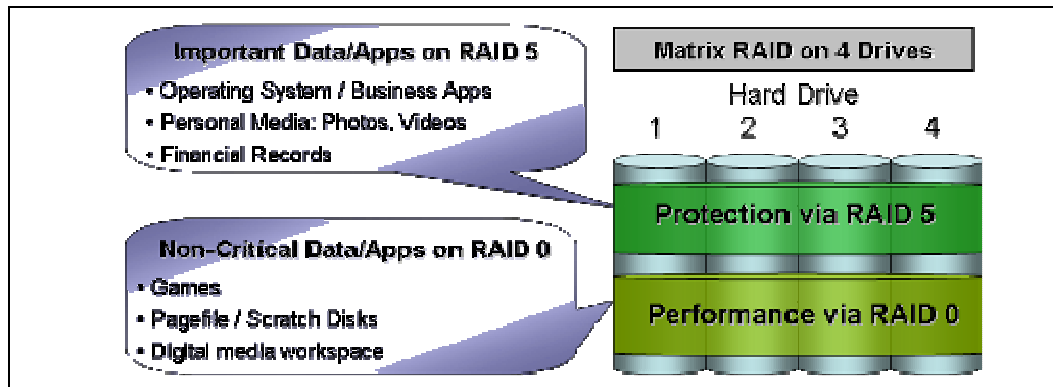 Important Data/Apps on RAID 5
• Operating System / Business Apps
• Personal Media: Photos, Videos
• Financial Records
Non-Critical Data/Apps on RAID 0
• Games
• Pagefile / Scratch Disks
• Digital media workspace
Matrix RAID on 4 Drives
Hard Drive
1 2 3 4
Protection via RAID 5
Performance via RAID 0